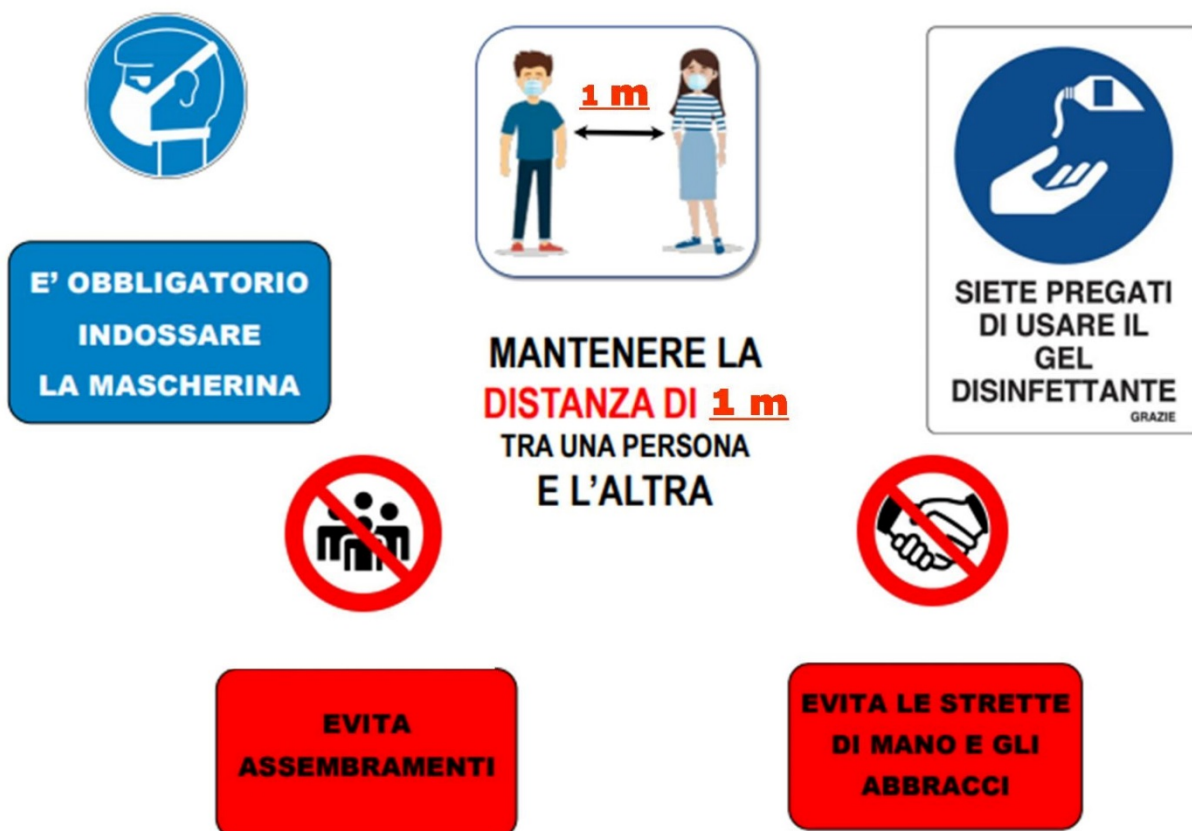 1 m
E' OBBLIGATORIO
INDOSSARE
LA MASCHERINA
MANTENERE LA
DISTANZA DI 1 m
TRA UNA PERSONA
E L'ALTRA
SIETE PREGATI
DI USARE IL
GEL
DISINFETTANTE
GRAZIE
EVITA
ASSEMBRAMENTI
EVITA LE STRETTE
DI MANO E GLI
ABBRACCI